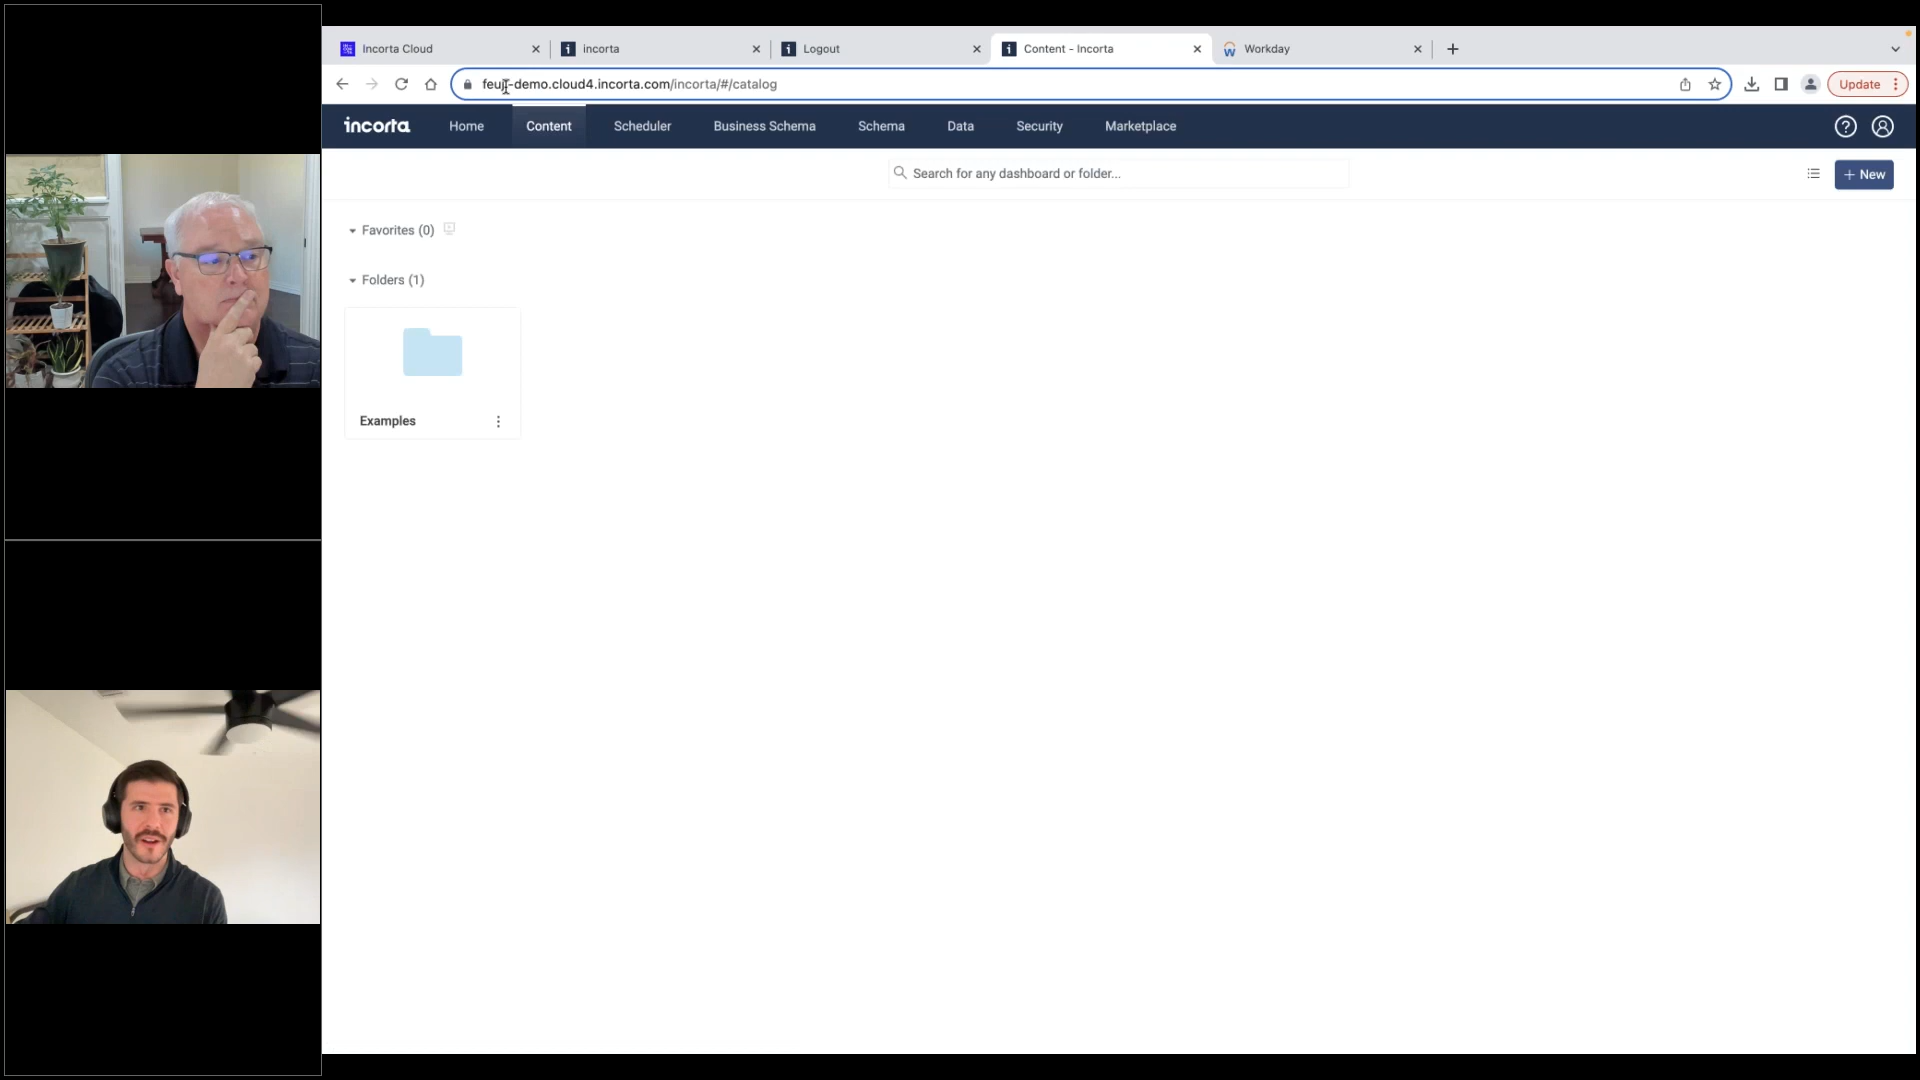 Incorta Cloud
incorta
Logout
Content - Incorta
Workday
-demo.cloud4.incorta.com/incorta/#/catalog
Update
incorta
Home
Content
Scheduler
Business Schema
Schema
Data
Security
Marketplace
Search for any dashboard or folder...
+ New
Favorites (0)
Folders (1)
Examples